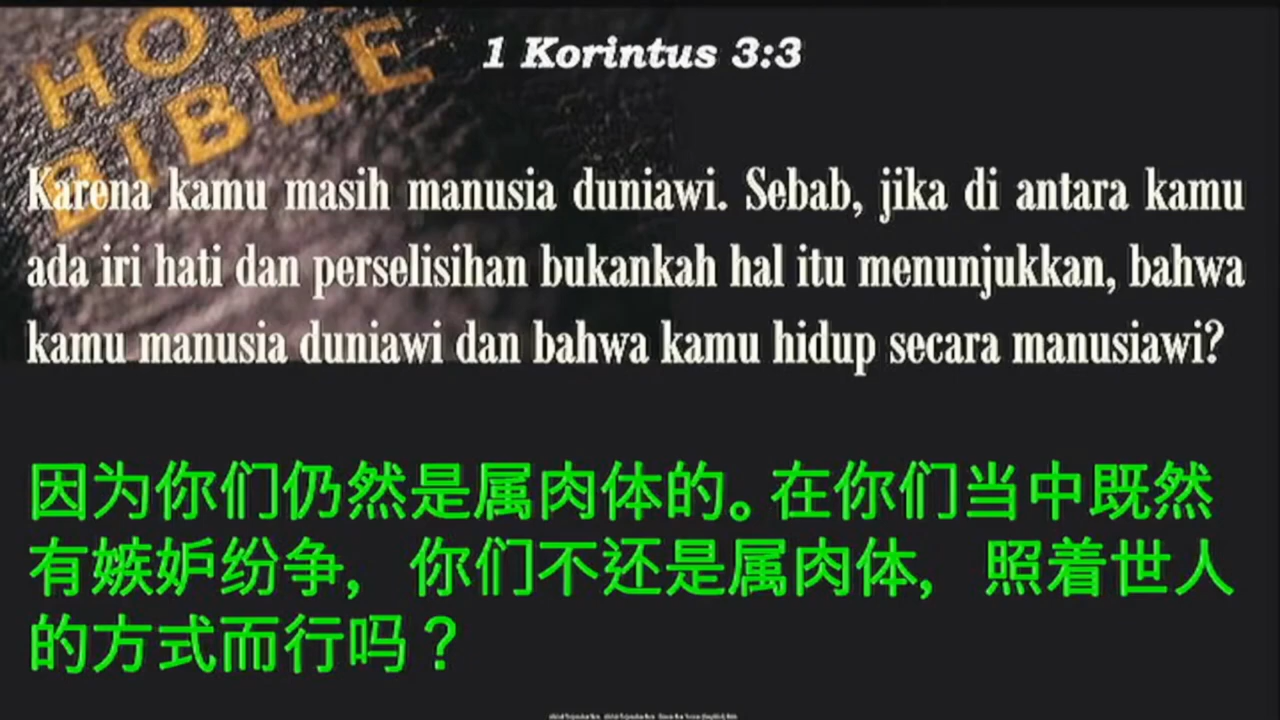 HOLY
BIBLE
1 Korintus 3:3
Karena kamu masih manusia duniawi. Sebab, jika di antara kamu
ada iri hati dan perselisihan bukankah hal itu menunjukkan, bahwa
kamu manusia duniawi dan bahwa kamu hidup secara manusiawi?
因为你们仍然是属肉体的。在你们当中既然
有嫉妒纷争，你们不还是属肉体，照着世人
的方式而行吗？